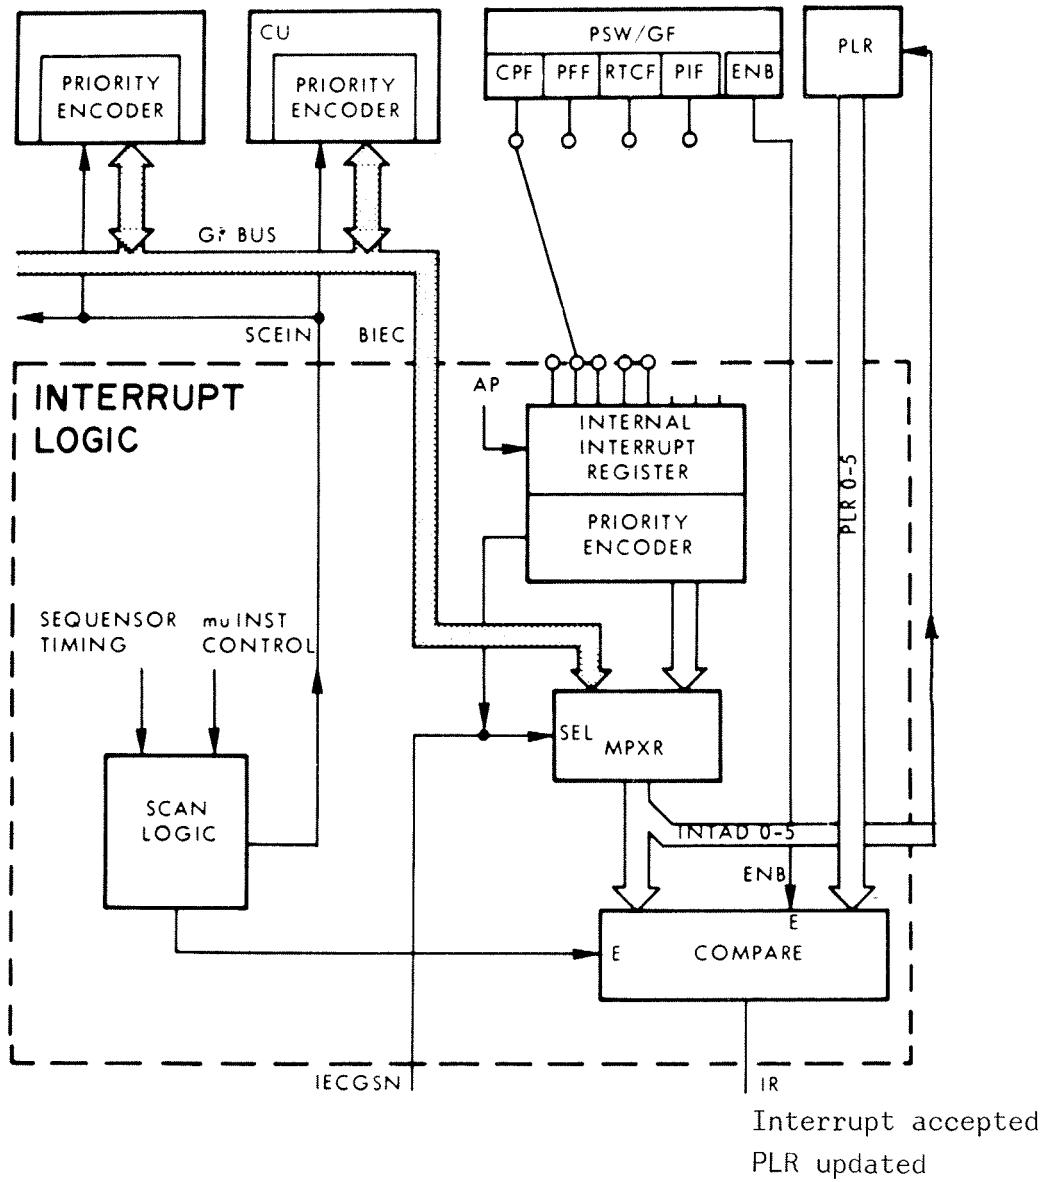 CU
PRIORITY
ENCODER
PRIORITY
ENCODER
PSW/GF
CPF PFF RTCF PIF ENB
PLR
BUS
SCEIN
BIEC
INTERRUPT
LOGIC
AP
INTERNAL
INTERRUPT
REGISTER
PRIORITY
ENCODER
PLR 0-5
SEQUENSOR
TIMING
mu INST
CONTROL
SEL
MPXR
SCAN
LOGIC
INTAD 0-5
ENB
E
E
COMPARE
IECGSN
IR
Interrupt accepted
PLR updated